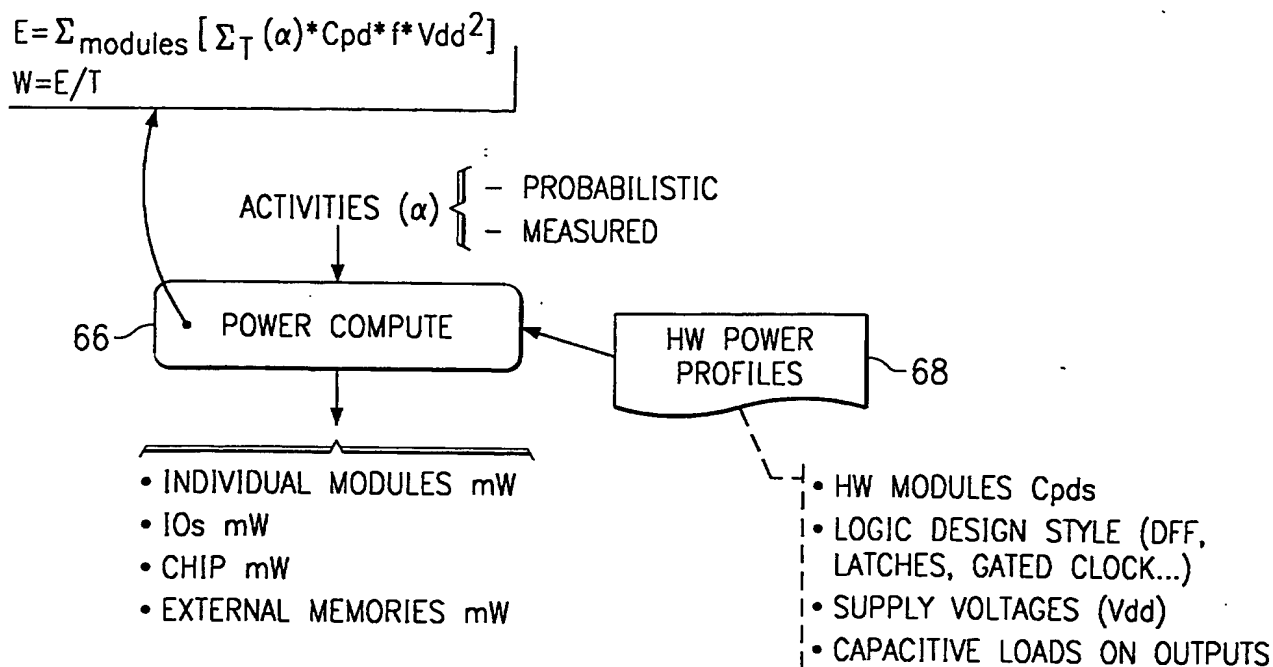 E=Σmodules[ΣT(α)*Cpd*f*Vdd²]
W=E/T
ACTIVITIES (α)
- PROBABILISTIC
- MEASURED
66
POWER COMPUTE
HW POWER
PROFILES
68
• INDIVIDUAL MODULES mW
• IOs mW
• CHIP mW
• EXTERNAL MEMORIES mW
• HW MODULES Cpds
• LOGIC DESIGN STYLE (DFF,
LATCHES, GATED CLOCK...)
• SUPPLY VOLTAGES (Vdd)
• CAPACITIVE LOADS ON OUTPUTS